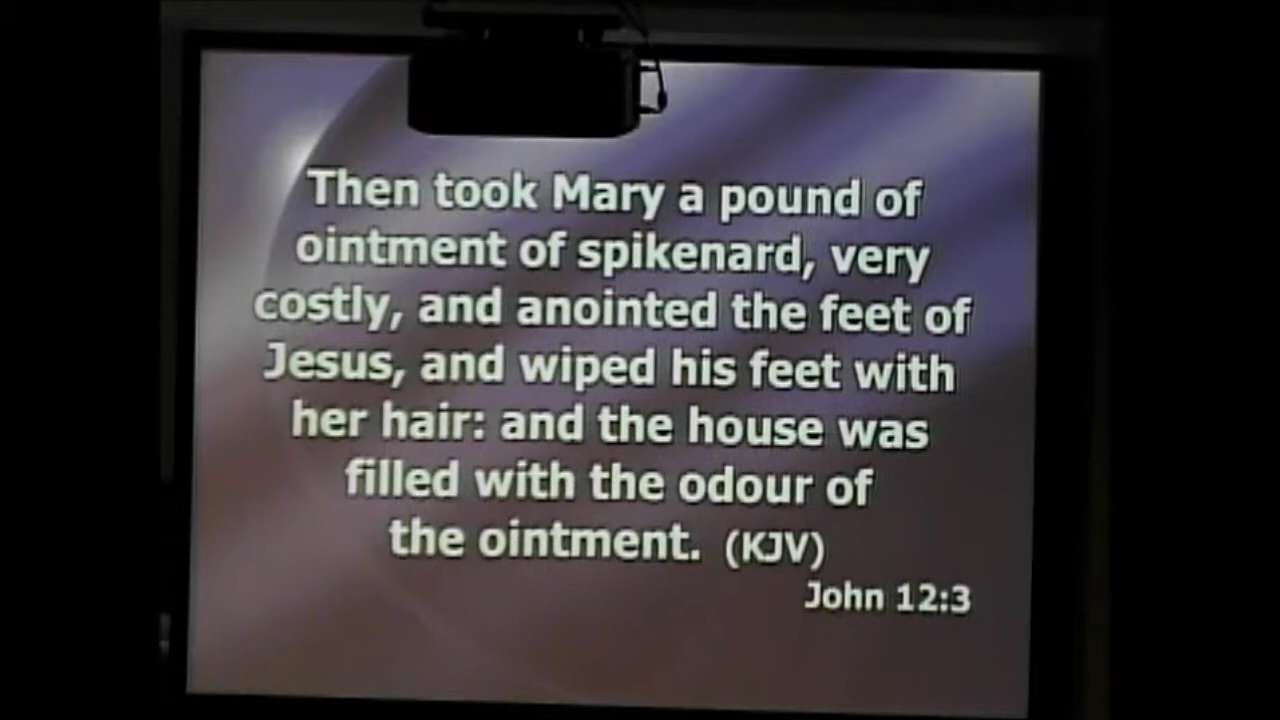 Then took Mary a pound of
ointment of spikenard, very
costly, and anointed the feet of
Jesus, and wiped his feet with
her hair: and the house was
filled with the odour of
the ointment. (KJV)
John 12:3